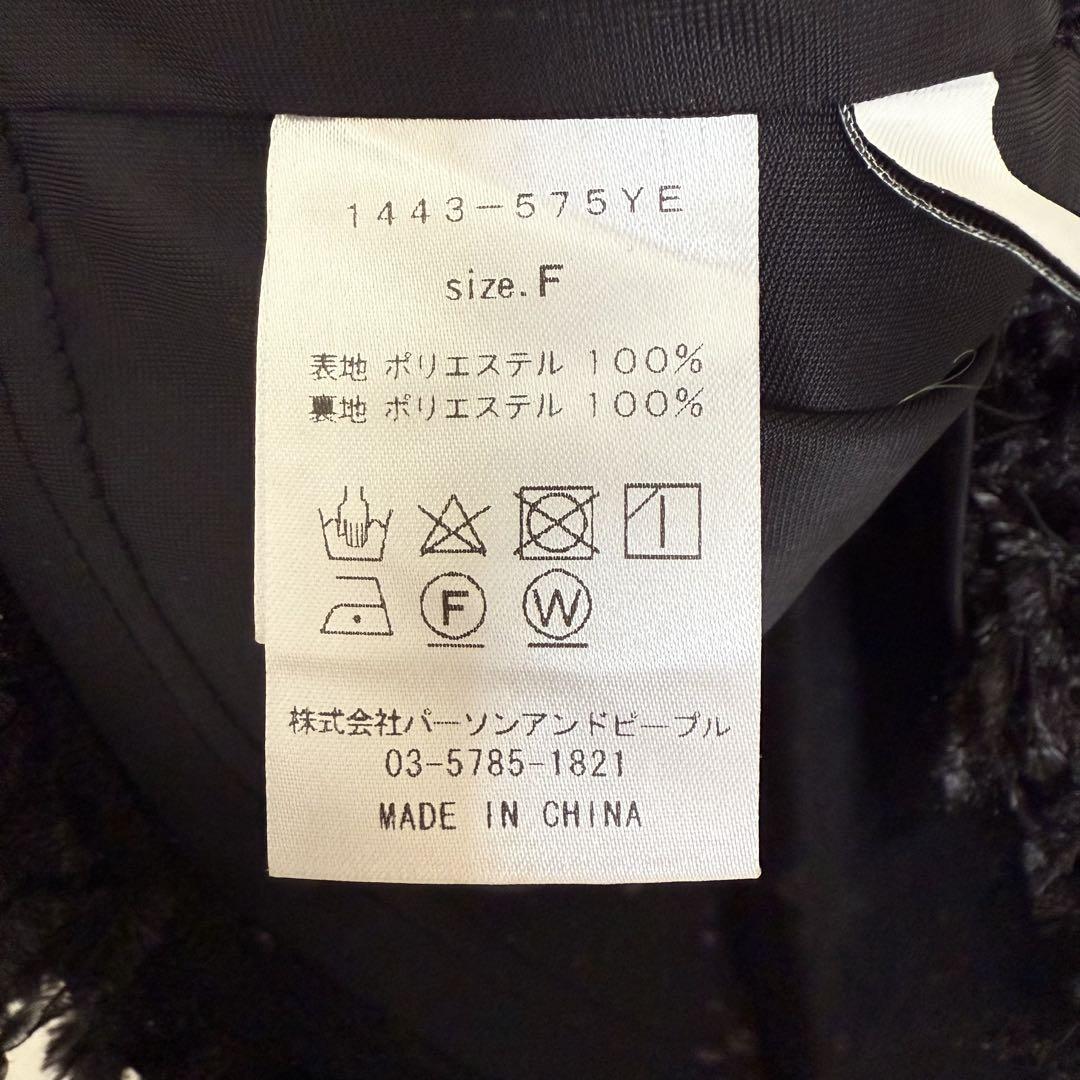 1443-575YE
size.F
表地 ポリエステル 100%
裏地 ポリエステル 100%
F W
株式会社パーソンアンドピープル
03-5785-1821
MADE IN CHINA